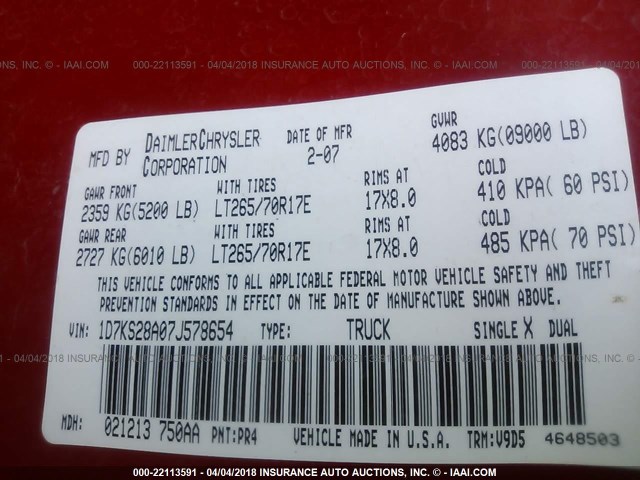 INSURANCE AUTO AUCTIONS, INC. © - IAAI.COM 000-22113591 - 04/04/2018 INSURANCE AUTO AUCTIONS, INC. © - IAAI.COM
MFD BY DAIMLERCHRYSLER CORPORATION DATE OF MFR 2-07 GVWR 4083 KG(09000 LB)
GAWR FRONT WITH TIRES RIMS AT COLD
2359 KG(5200 LB) LT265/70R17E 17X8.0 410 KPA( 60 PSI)
GAWR REAR WITH TIRES RIMS AT COLD
2727 KG(6010 LB) LT265/70R17E 17X8.0 485 KPA( 70 PSI)
THIS VEHICLE CONFORMS TO ALL APPLICABLE FEDERAL MOTOR VEHICLE SAFETY AND THEFT
PREVENTION STANDARDS IN EFFECT ON THE DATE OF MANUFACTURE SHOWN ABOVE.
VIN: 1D7KS28A07J578654 TYPE: TRUCK SINGLE X DUAL
MDH: 021213 750AA PNT:PR4 VEHICLE MADE IN U.S.A. TRM:V9D5 4648503
000-22113591 - 04/04/2018 INSURANCE AUTO AUCTIONS, INC. © - IAAI.COM